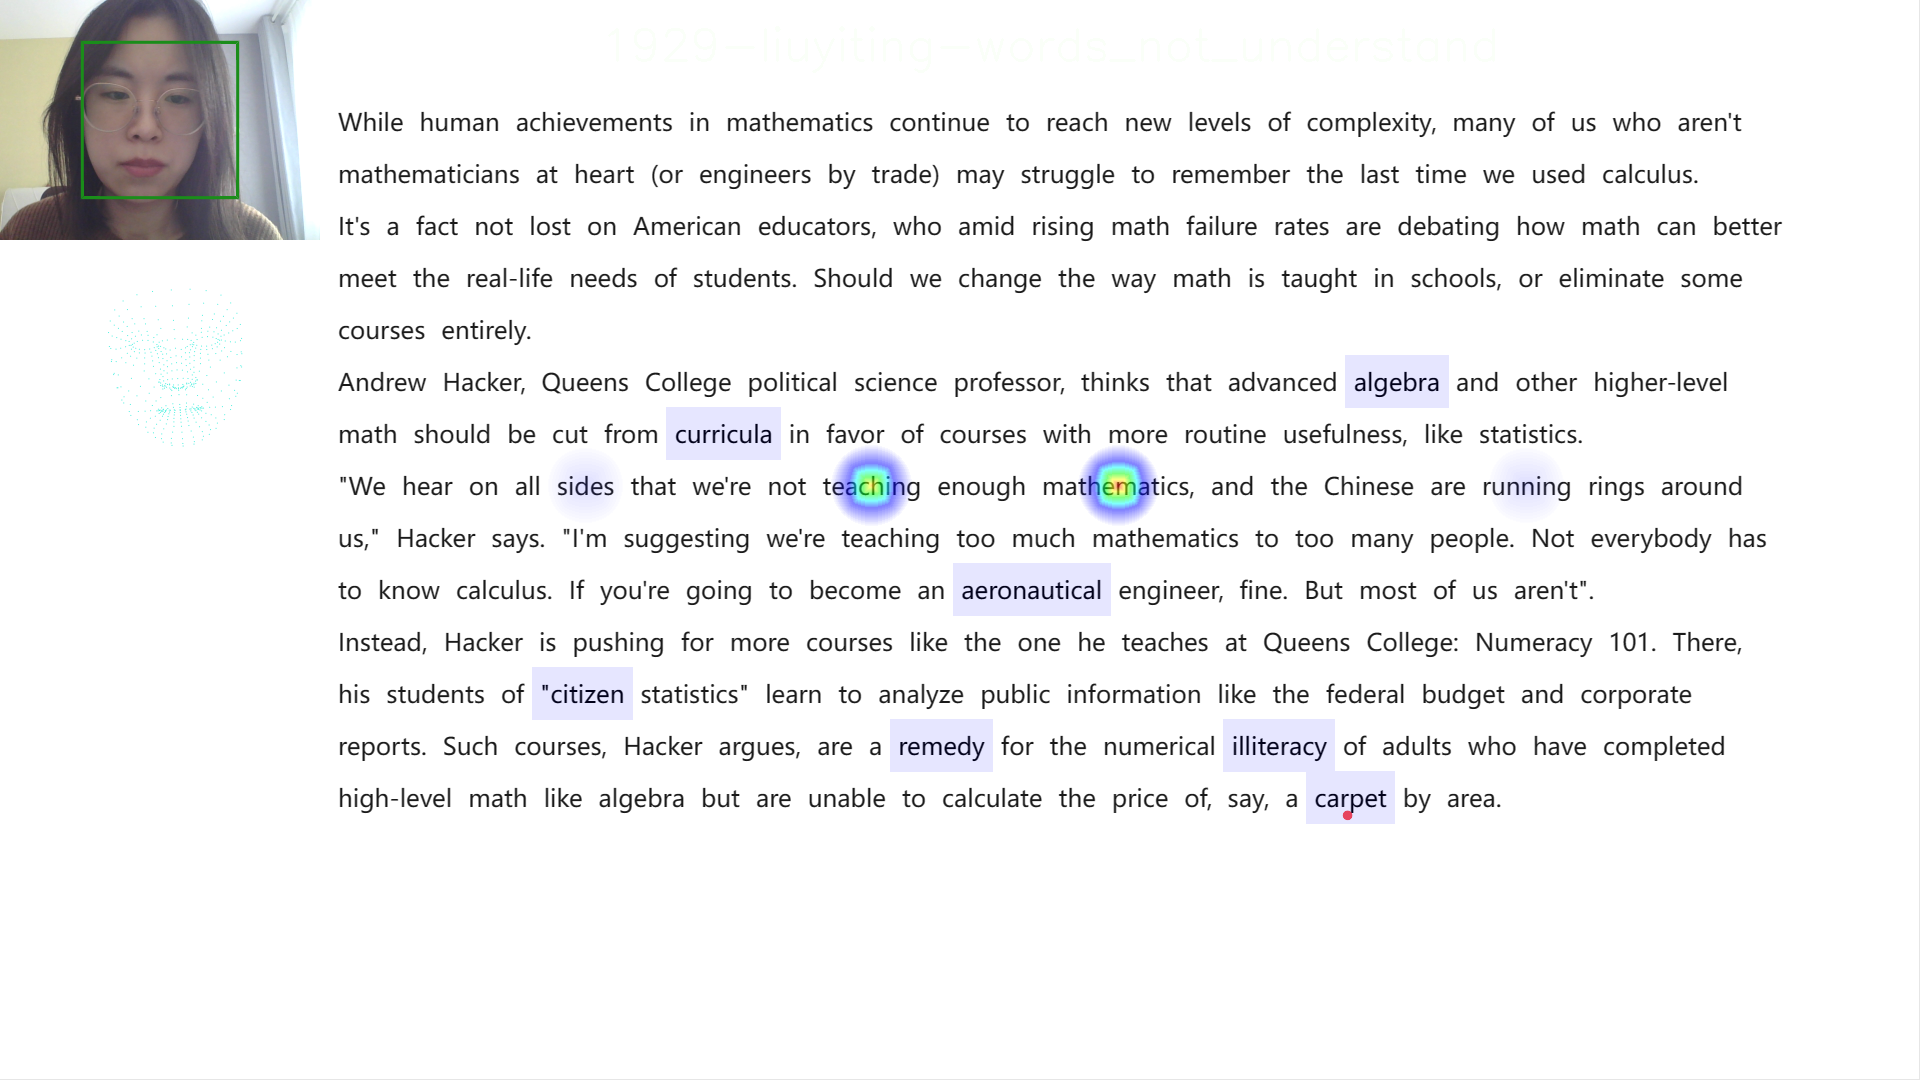 1929-liuyiting-words_not_understand
While human achievements in mathematics continue to reach new levels of complexity, many of us who aren't
mathematicians at heart (or engineers by trade) may struggle to remember the last time we used calculus.
It's a fact not lost on American educators, who amid rising math failure rates are debating how math can better
meet the real-life needs of students. Should we change the way math is taught in schools, or eliminate some
courses entirely.
Andrew Hacker, Queens College political science professor, thinks that advanced algebra and other higher-level
math should be cut from curricula in favor of courses with more routine usefulness, like statistics.
"We hear on all sides that we're not teaching enough mathematics, and the Chinese are running rings around
us," Hacker says. "I'm suggesting we're teaching too much mathematics to too many people. Not everybody has
to know calculus. If you're going to become an aeronautical engineer, fine. But most of us aren't".
Instead, Hacker is pushing for more courses like the one he teaches at Queens College: Numeracy 101. There,
his students of "citizen statistics" learn to analyze public information like the federal budget and corporate
reports. Such courses, Hacker argues, are a remedy for the numerical illiteracy of adults who have completed
high-level math like algebra but are unable to calculate the price of, say, a carpet by area.